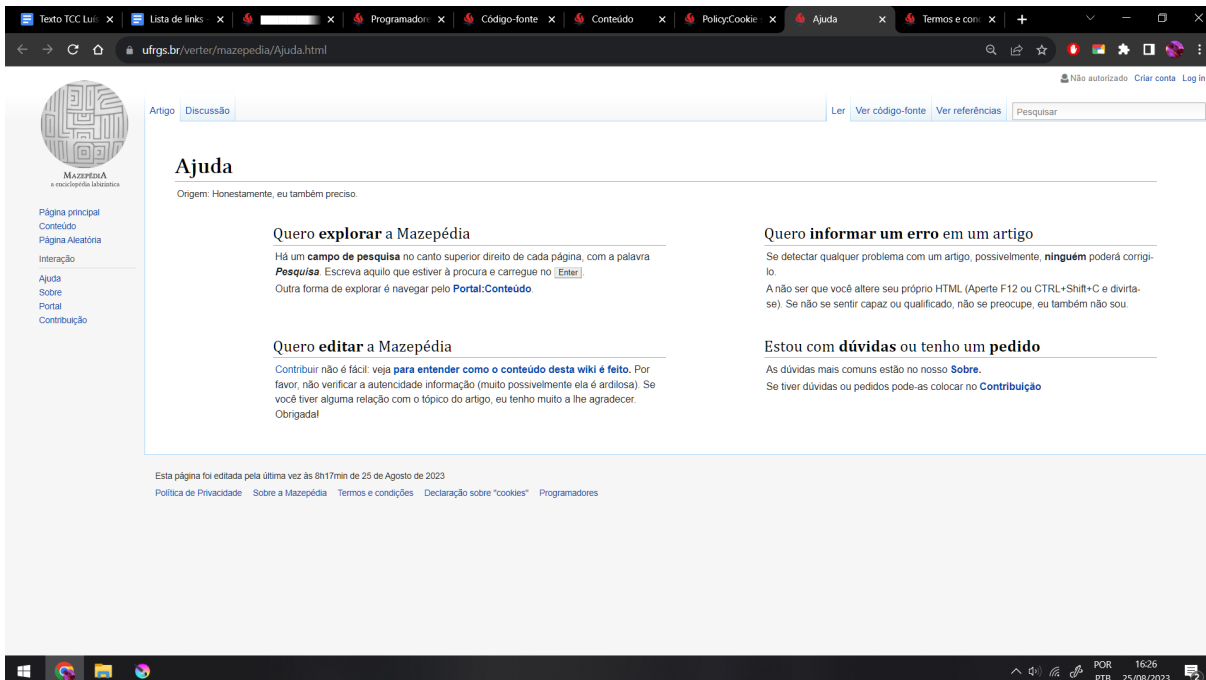 Texto TCC Luís
Lista de links -
Programadore
Código-fonte
Conteúdo
Policy:Cookie
Ajuda
Termos e conc
ufrgs.br/verter/mazepedia/Ajuda.html
Não autorizado Criar conta Log in
Artigo Discussão
Ler Ver código-fonte Ver referências Pesquisar
MAZEPÉDIA
a enciclopédia labiríntica
Página principal
Conteúdo
Página Aleatória
Interação
Ajuda
Sobre
Portal
Contribuição
Ajuda
Origem: Honestamente, eu também preciso.
Quero explorar a Mazepédia
Há um campo de pesquisa no canto superior direito de cada página, com a palavra
Pesquisa. Escreva aquilo que estiver à procura e carregue no Enter.
Outra forma de explorar é navegar pelo Portal:Conteúdo.
Quero informar um erro em um artigo
Se detectar qualquer problema com um artigo, possivelmente, ninguém poderá corrigi-
lo.
A não ser que você altere seu próprio HTML (Aperte F12 ou CTRL+Shift+C e divirta-
se). Se não se sentir capaz ou qualificado, não se preocupe, eu também não sou.
Quero editar a Mazepédia
Contribuir não é fácil: veja para entender como o conteúdo desta wiki é feito. Por
favor, não verificar a autencidade informação (muito possivelmente ela é ardilosa). Se
você tiver alguma relação com o tópico do artigo, eu tenho muito a lhe agradecer.
Obrigada!
Estou com dúvidas ou tenho um pedido
As dúvidas mais comuns estão no nosso Sobre.
Se tiver dúvidas ou pedidos pode-as colocar no Contribuição
Esta página foi editada pela última vez às 8h17min de 25 de Agosto de 2023
Política de Privacidade Sobre a Mazepédia Termos e condições Declaração sobre "cookies" Programadores
POR 16:26
PTB 25/08/2023
2